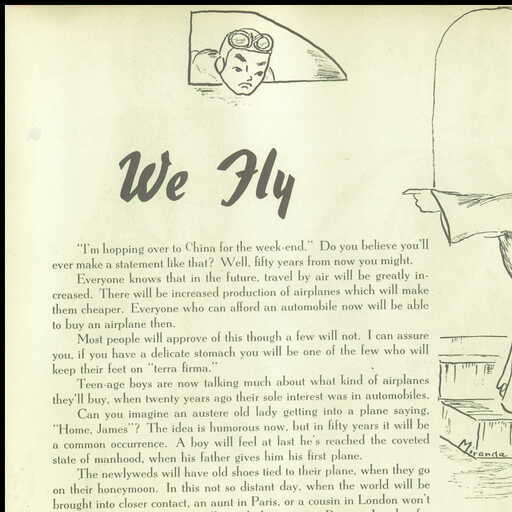 We Fly
"I'm hopping over to China for the week-end." Do you believe you'll
ever make a statement like that? Well, fifty years from now you might.
Everyone knows that in the future, travel by air will be greatly in-
creased. There will be increased production of airplanes which will make
them cheaper. Everyone who can afford an automobile now will be able
to buy an airplane then.
Most people will approve of this though a few will not. I can assure
you, if you have a delicate stomach you will be one of the few who will
keep their feet on "terra firma."
Teen-age boys are now talking much about what kind of airplanes
they'll buy, when twenty years ago their sole interest was in automobiles.
Can you imagine an austere old lady getting into a plane saying,
"Home, James"? The idea is humorous now, but in fifty years it will be
a common occurrence. A boy will feel at last he's reached the coveted
state of manhood, when his father gives him his first plane.
The newlyweds will have old shoes tied to their plane, when they go
on their honeymoon. In this not so distant day, when the world will be
brought into closer contact, an aunt in Paris, or a cousin in London won't
Miranda